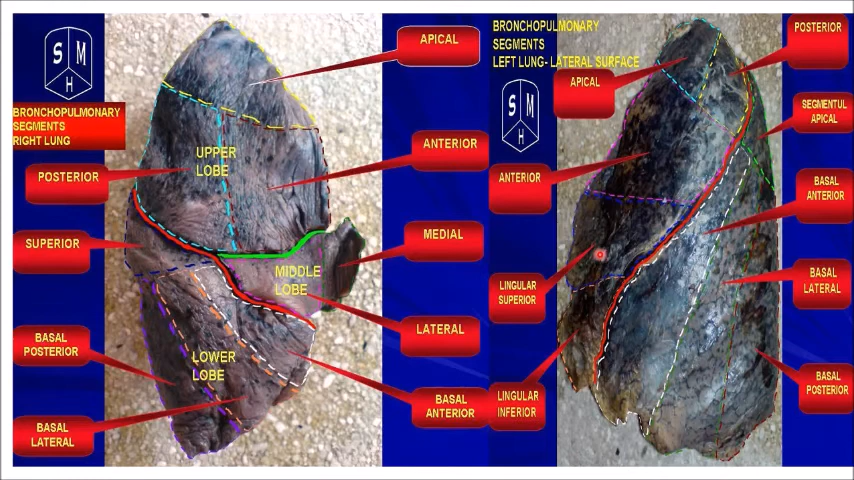 S M
H
BRONCHOPULMONARY
SEGMENTS
RIGHT LUNG
APICAL
UPPER
LOBE
ANTERIOR
POSTERIOR
SUPERIOR
MEDIAL
MIDDLE
LOBE
LATERAL
BASAL
POSTERIOR
LOWER
LOBE
BASAL
ANTERIOR
BASAL
LATERAL
BRONCHOPULMONARY
SEGMENTS
LEFT LUNG- LATERAL SURFACE
S M
H
APICAL
POSTERIOR
SEGMENTUL
APICAL
ANTERIOR
BASAL
ANTERIOR
LINGULAR
SUPERIOR
BASAL
LATERAL
LINGULAR
INFERIOR
BASAL
POSTERIOR